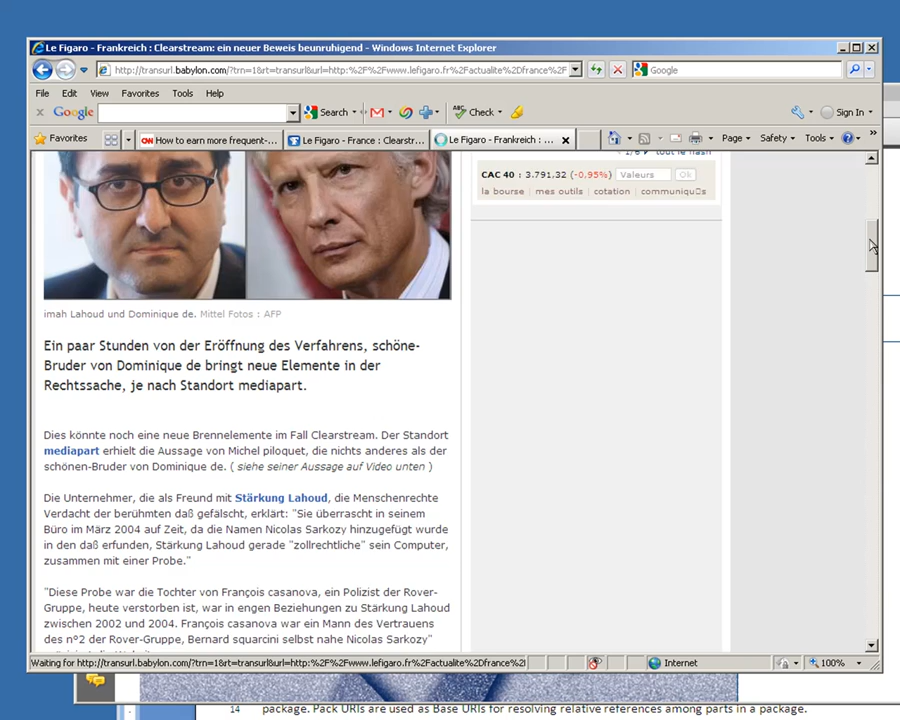 Le Figaro - Frankreich : Clearstream: ein neuer Beweis beunruhigend - Windows Internet Explorer
http://transurl.babylon.com/?trn=1&rt=transurl&url=http:%2F%2Fwww.lefigaro.fr%2Factualite%2Dfrance%2F
Google
File Edit View Favorites Tools Help
x Google Search Check Sign In
Favorites CNN How to earn more frequent-... Le Figaro - France : Clearstr... Le Figaro - Frankreich : ... Page Safety Tools
1/6 tout le flash
CAC 40 : 3.791,32 (-0,95%) Valeurs Ok
la bourse | mes outils | cotation | communiqu□s
imah Lahoud und Dominique de. Mittel Fotos : AFP
Ein paar Stunden von der Eröffnung des Verfahrens, schöne-
Bruder von Dominique de bringt neue Elemente in der
Rechtssache, je nach Standort mediapart.
Dies könnte noch eine neue Brennelemente im Fall Clearstream. Der Standort
mediapart erhielt die Aussage von Michel piloquet, die nichts anderes als der
schönen-Bruder von Dominique de. ( siehe seiner Aussage auf Video unten )
Die Unternehmer, die als Freund mit Stärkung Lahoud, die Menschenrechte
Verdacht der berühmten daß gefälscht, erklärt: "Sie überrascht in seinem
Büro im März 2004 auf Zeit, da die Namen Nicolas Sarkozy hinzugefügt wurde
in den daß erfunden, Stärkung Lahoud gerade "zollrechtliche" sein Computer,
zusammen mit einer Probe."
"Diese Probe war die Tochter von François casanova, ein Polizist der Rover-
Gruppe, heute verstorben ist, war in engen Beziehungen zu Stärkung Lahoud
zwischen 2002 und 2004. François casanova war ein Mann des Vertrauens
des nº2 der Rover-Gruppe, Bernard squarcini selbst nahe Nicolas Sarkozy"
Waiting for http://transurl.babylon.com/?trn=1&rt=transurl&url=http:%2F%2Fwww.lefigaro.fr%2Factualite%2Dfrance%2 Internet 100%
14 package. Pack URIs are used as Base URIs for resolving relative references among parts in a package.